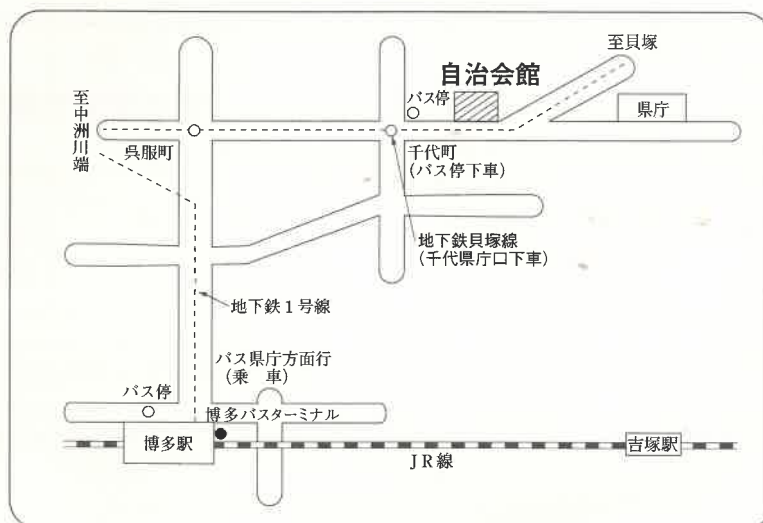 至貝塚
自治会館
バス停
県庁
至中洲川端
呉服町
千代町
(バス停下車)
地下鉄貝塚線
(千代県庁口下車)
地下鉄1号線
バス県庁方面行
(乗車)
バス停
博多バスターミナル
博多駅
吉塚駅
JR線